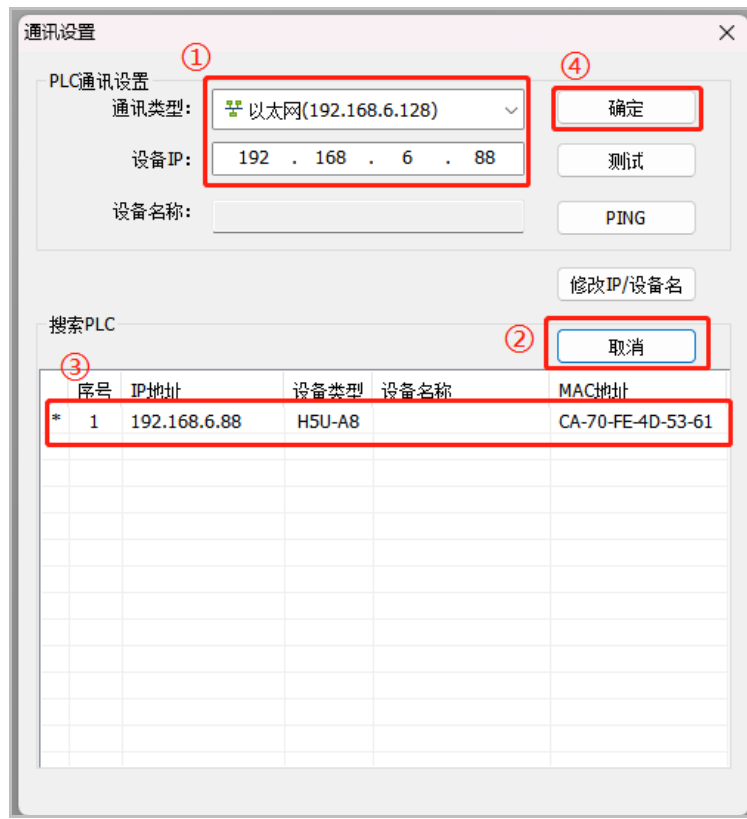 通讯设置
①
④
PLC通讯设置
通讯类型: 以太网(192.168.6.128) 确定
设备IP: 192 . 168 . 6 . 88 测试
设备名称: PING
修改IP/设备名
搜索PLC
② 取消
③
序号 IP地址 设备类型 设备名称 MAC地址
* 1 192.168.6.88 H5U-A8 CA-70-FE-4D-53-61